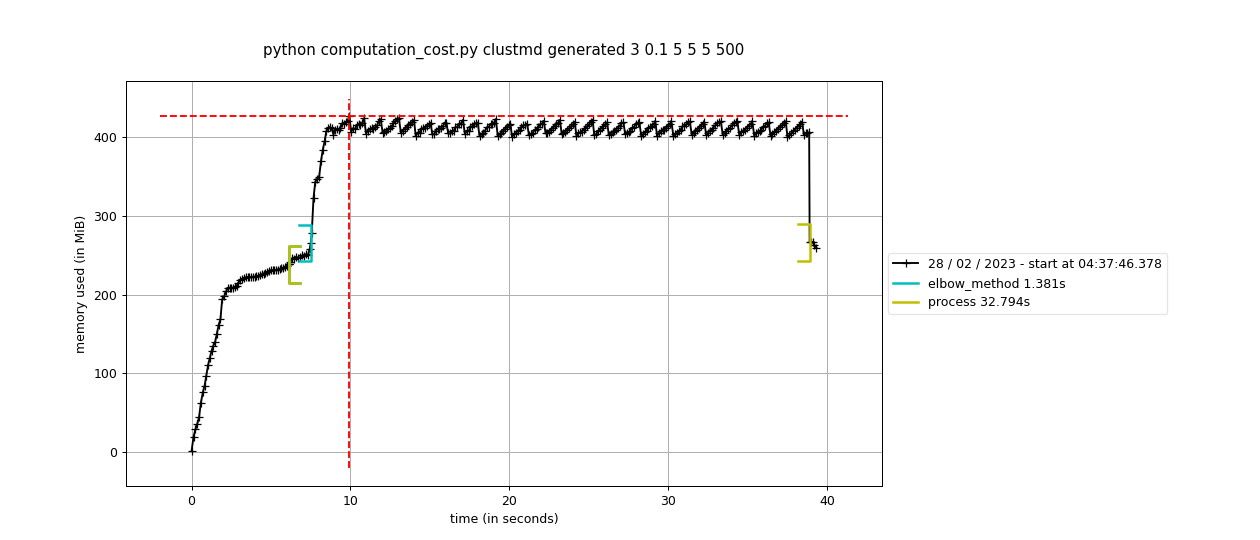 python computation_cost.py clustmd generated 3 0.1 5 5 5 500
400
300
200
100
0
memory used (in MiB)
0 10 20 30 40
time (in seconds)
28 / 02 / 2023 - start at 04:37:46.378
elbow_method 1.381s
process 32.794s